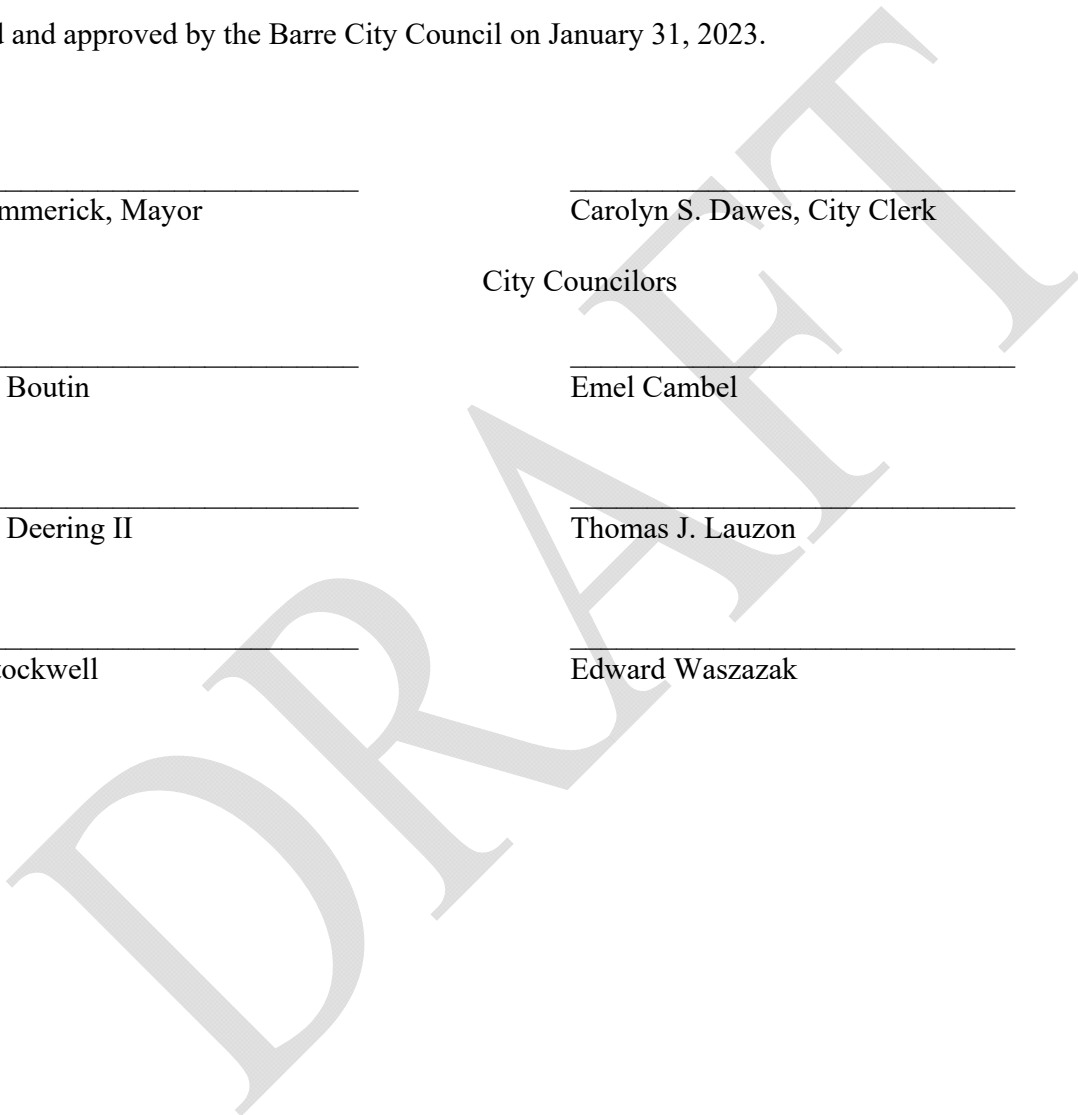 and approved by the Barre City Council on January 31, 2023.
mmerick, Mayor
Carolyn S. Dawes, City Clerk
City Councilors
Boutin
Emel Cambel
Deering II
Thomas J. Lauzon
tockwell
Edward Waszazak
DRAFT